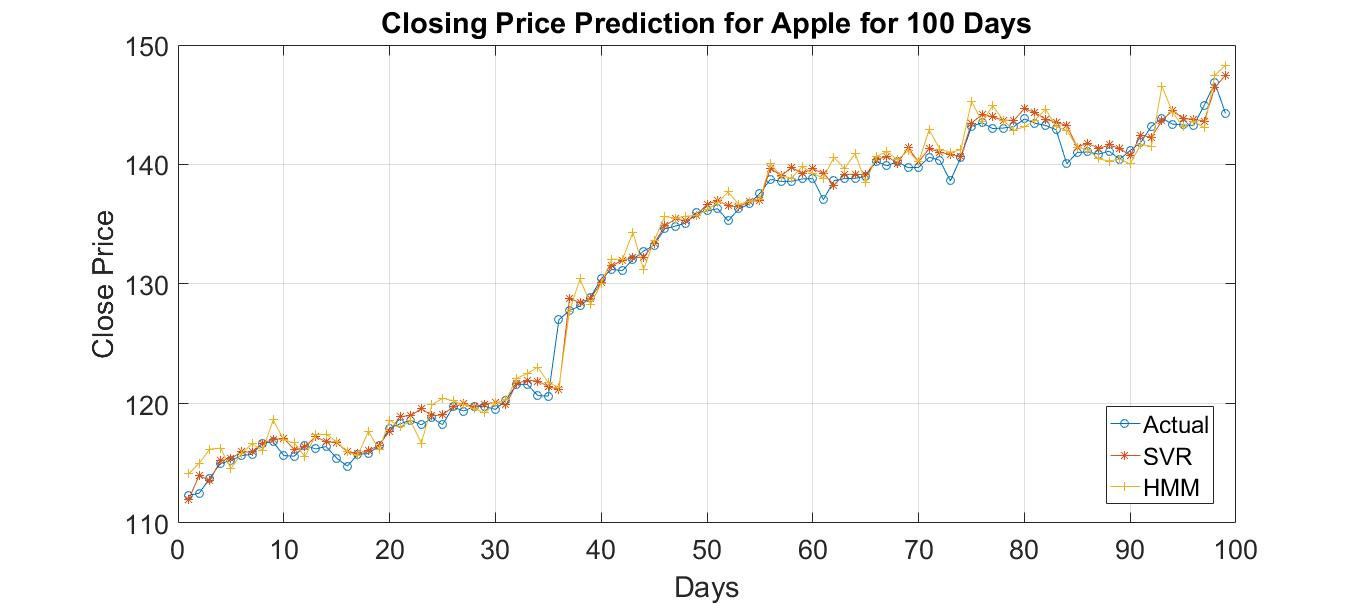 Closing Price Prediction for Apple for 100 Days
150
140
130
120
110
Close Price
0 10 20 30 40 50 60 70 80 90 100
Days
Actual
SVR
HMM